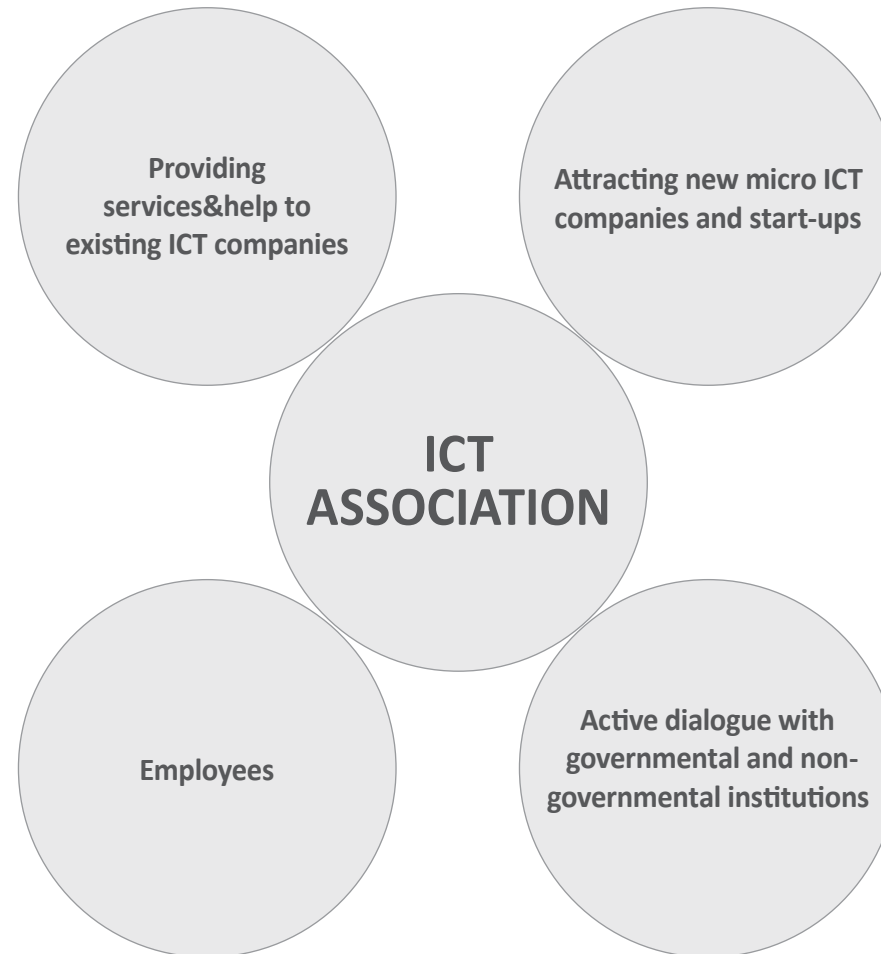 Providing
services&help to
existing ICT companies
Attracting new micro ICT
companies and start-ups
ICT
ASSOCIATION
Employees
Active dialogue with
governmental and non-
governmental institutions